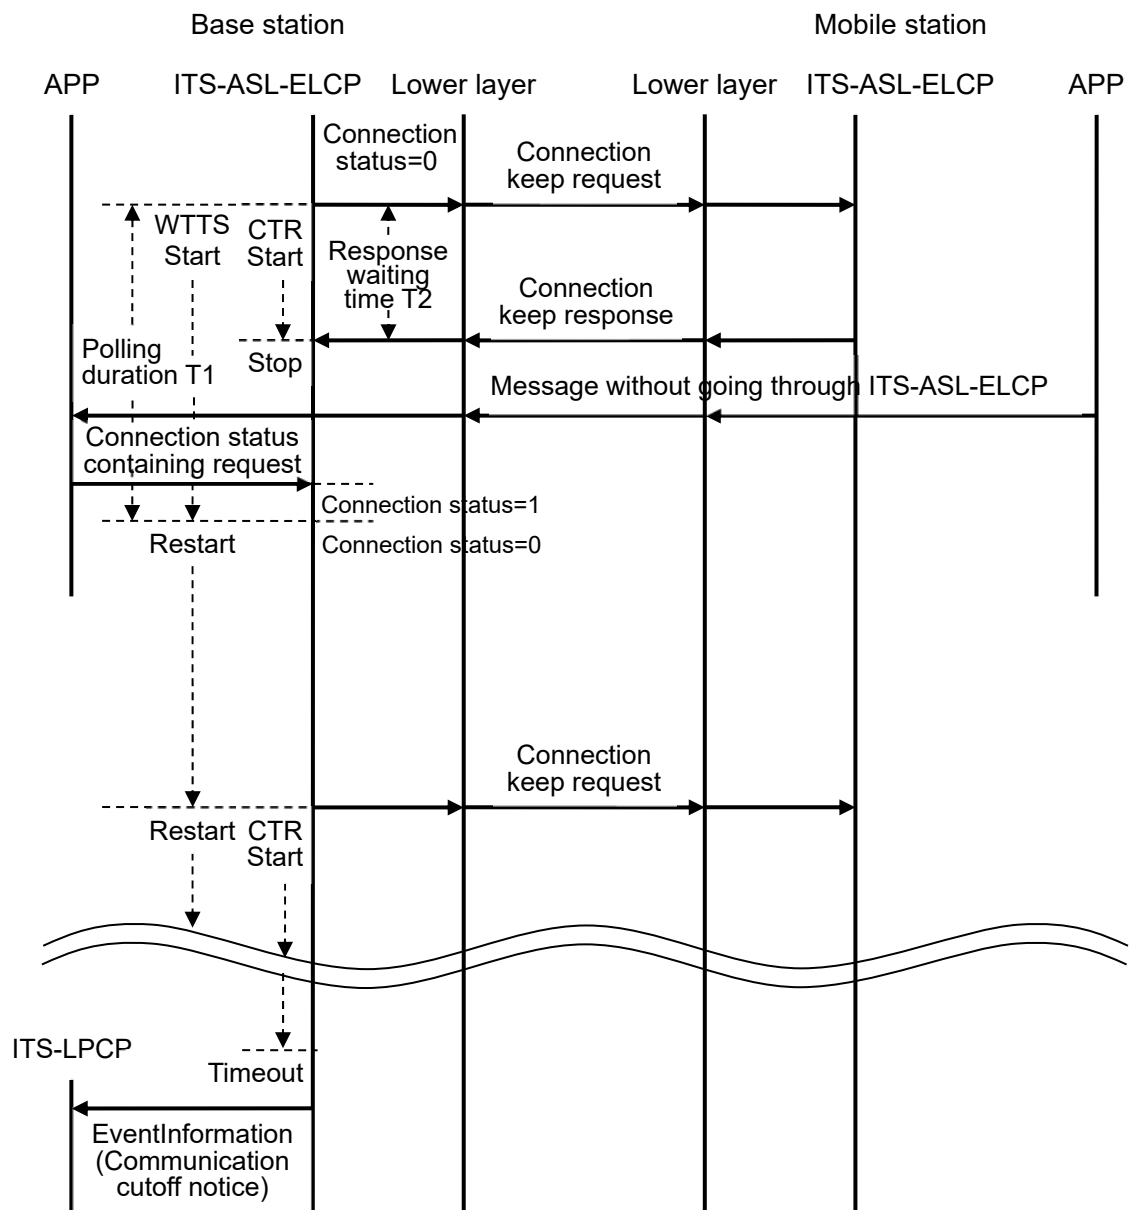 Base station
Mobile station
APP
ITS-ASL-ELCP
Lower layer
Lower layer
ITS-ASL-ELCP
APP
Connection
status=0
Connection
keep request
WTTS
Start
CTR
Start
Response
waiting
time T2
Connection
keep response
Polling
duration T1
Stop
Message without going through ITS-ASL-ELCP
Connection status
containing request
Connection status=1
Restart
Connection status=0
Connection
keep request
Restart
CTR
Start
ITS-LPCP
Timeout
EventInformation
(Communication
cutoff notice)